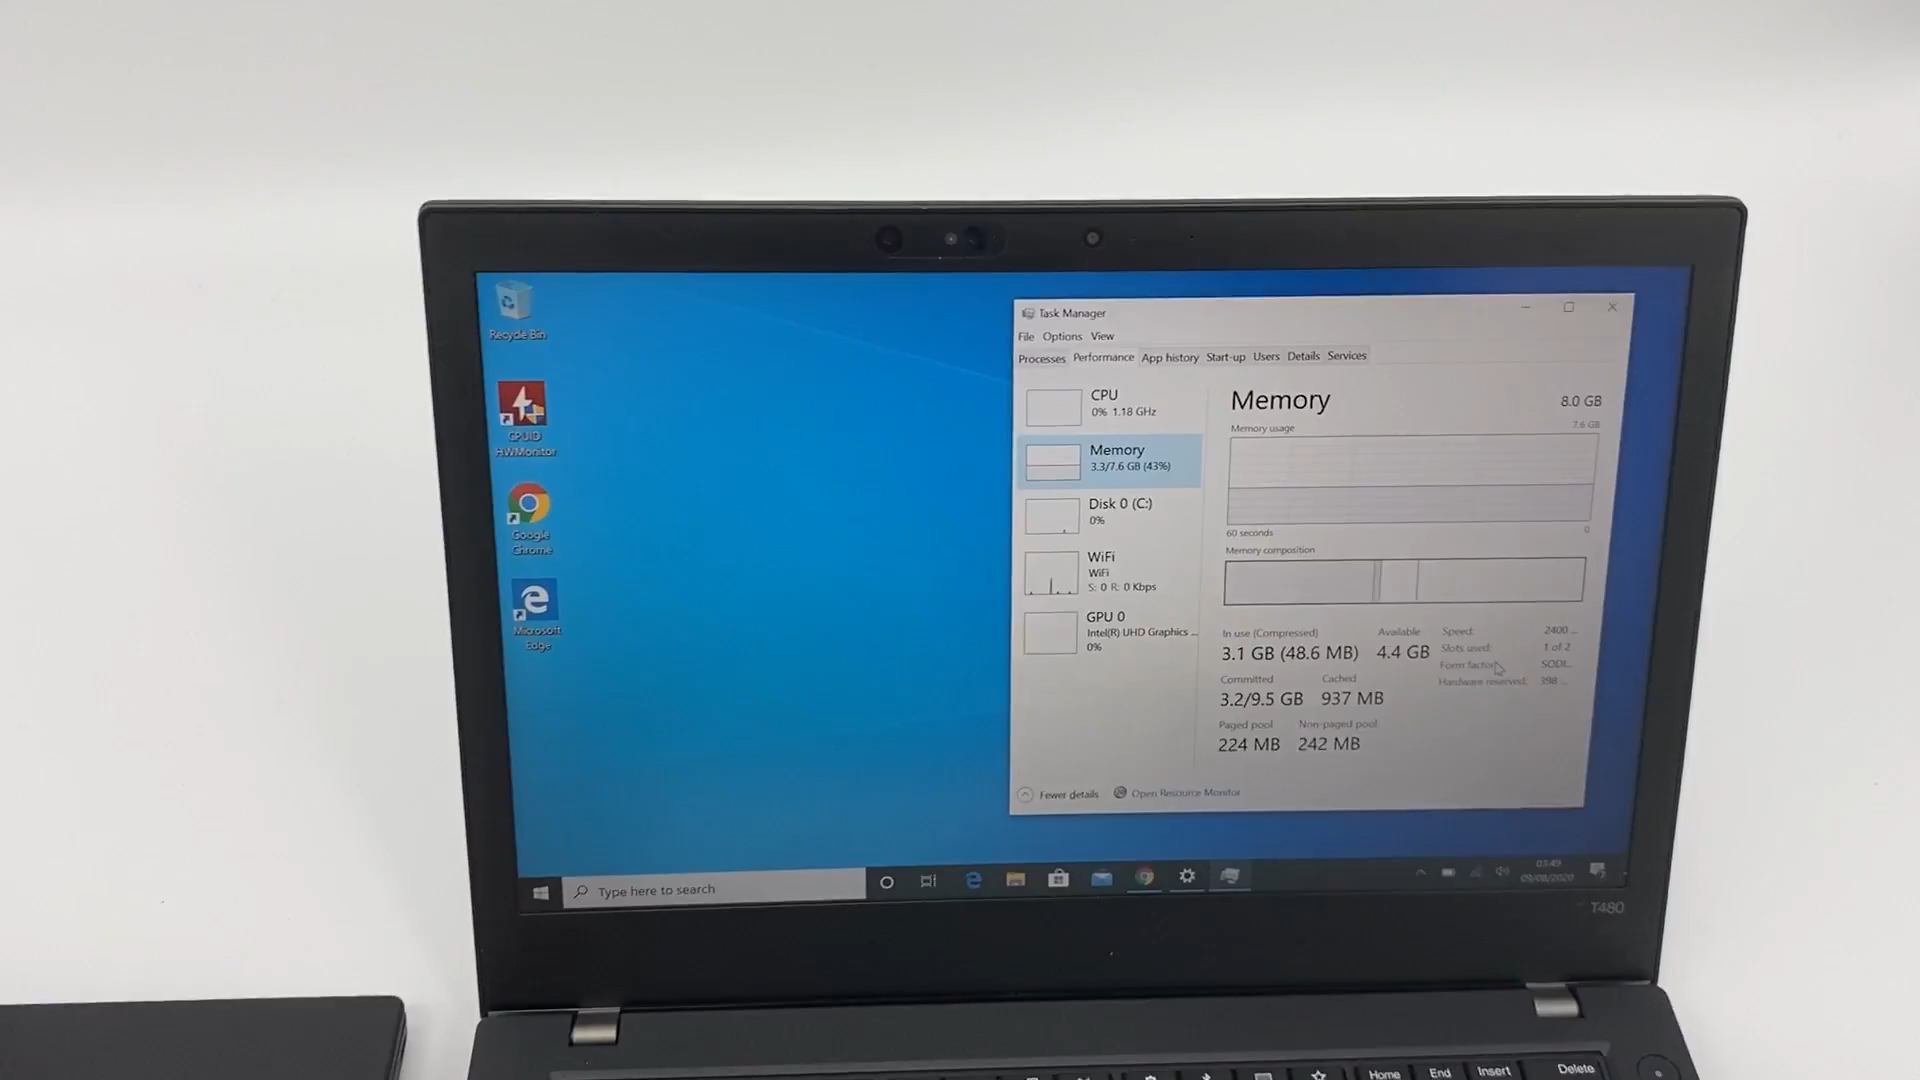 Recycle Bin
CPUID
HWMonitor
Google
Chrome
Microsoft
Edge
Task Manager
File Options View
Processes Performance App history Start-up Users Details Services
CPU
0% 1.18 GHz
Memory
3.3/7.6 GB (43%)
Disk 0 (C:)
0%
WiFi
WiFi
S: 0 R: 0 Kbps
GPU 0
Intel(R) UHD Graphics ...
0%
Memory 8.0 GB
Memory usage 7.6 GB
60 seconds 0
Memory composition
In use (Compressed) Available
3.1 GB (48.6 MB) 4.4 GB
Committed Cached
3.2/9.5 GB 937 MB
Paged pool Non-paged pool
224 MB 242 MB
Speed: 2400 ...
Slots used: 1 of 2
Form factor: SODI...
Hardware reserved: 398 ...
Fewer details Open Resource Monitor
Type here to search
03:49
09/08/2020
T480
Home End Insert Delete